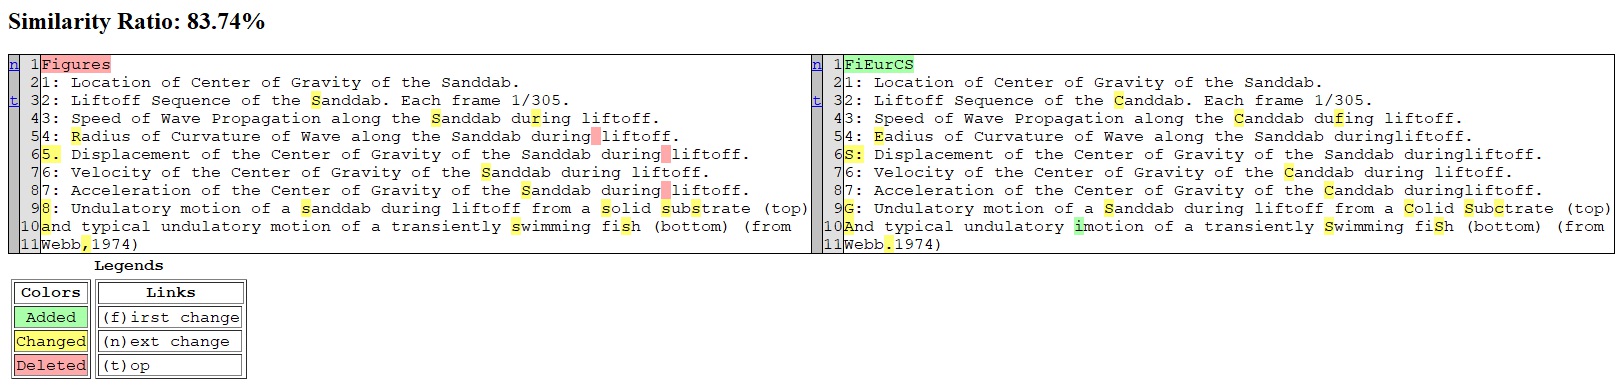 Similarity Ratio: 83.74%
n 1 Figures
2 1: Location of Center of Gravity of the Sanddab.
t 3 2: Liftoff Sequence of the Sanddab. Each frame 1/305.
4 3: Speed of Wave Propagation along the Sanddab during liftoff.
5 4: Radius of Curvature of Wave along the Sanddab during liftoff.
6 5. Displacement of the Center of Gravity of the Sanddab during liftoff.
7 6: Velocity of the Center of Gravity of the Sanddab during liftoff.
8 7: Acceleration of the Center of Gravity of the Sanddab during liftoff.
9 8: Undulatory motion of a sanddab during liftoff from a solid substrate (top)
10 and typical undulatory motion of a transiently swimming fish (bottom) (from
11 Webb,1974)
n 1 FiEurCS
2 1: Location of Center of Gravity of the Sanddab.
t 3 2: Liftoff Sequence of the Canddab. Each frame 1/305.
4 3: Speed of Wave Propagation along the Canddab dufing liftoff.
5 4: Eadius of Curvature of Wave along the Sanddab duringliftoff.
6 S: Displacement of the Center of Gravity of the Sanddab duringliftoff.
7 6: Velocity of the Center of Gravity of the Canddab during liftoff.
8 7: Acceleration of the Center of Gravity of the Canddab duringliftoff.
9 G: Undulatory motion of a Sanddab during liftoff from a Colid Subctrate (top)
10 And typical undulatory imotion of a transiently Swimming fiSh (bottom) (from
11 Webb.1974)
Legends
Colors
Added
Changed
Deleted
Links
(f)irst change
(n)ext change
(t)op